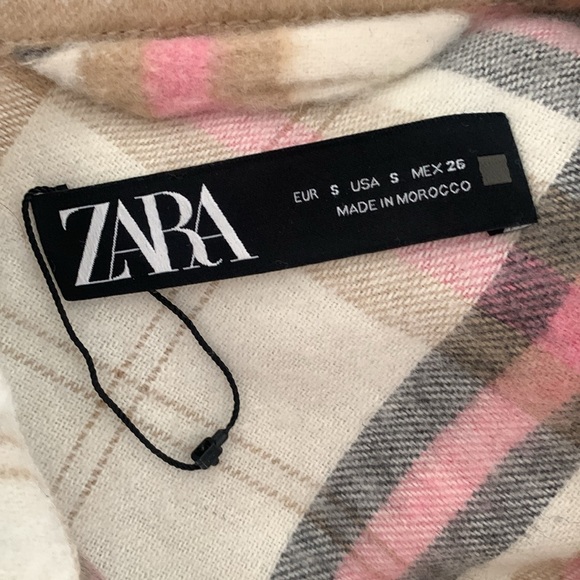 ZARA
EUR S USA S MEX 26
MADE IN MOROCCO